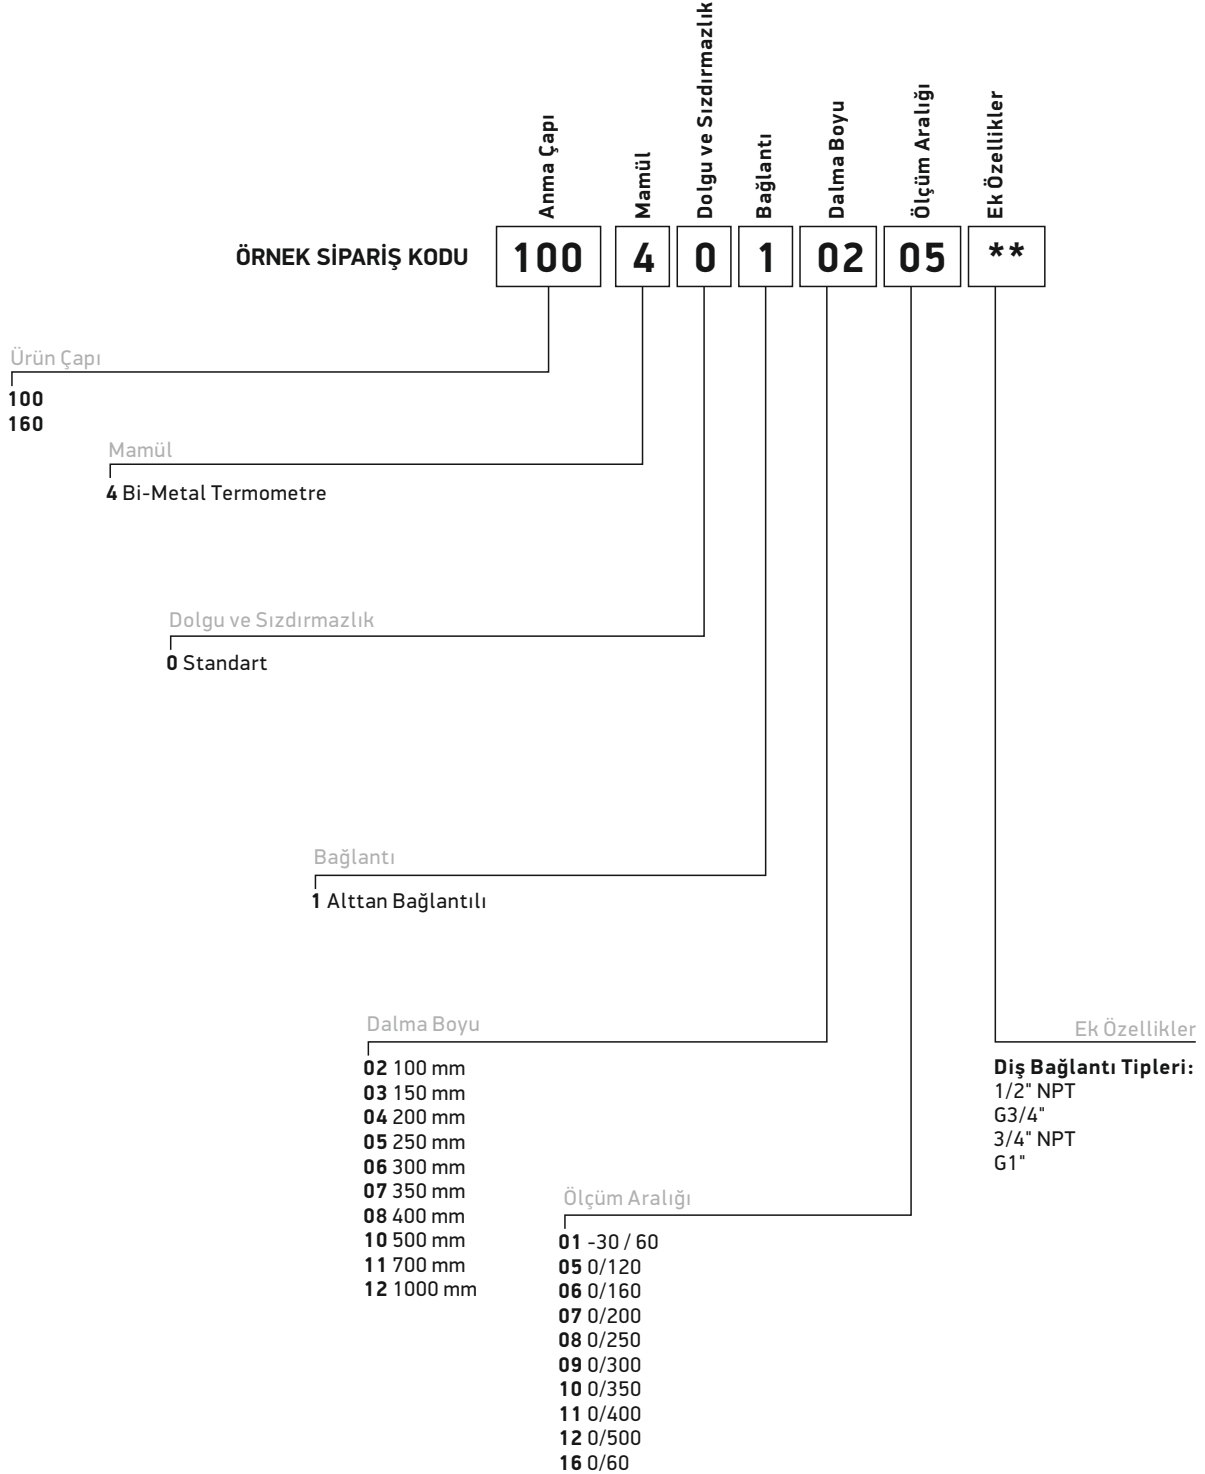 Anma Çapı
Mamül
Dolgu ve Sızdırmazlık
Bağlantı
Dalma Boyu
Ölçüm Aralığı
Ek Özellikler
ÖRNEK SİPARİŞ KODU 100 4 0 1 02 05 **
Ürün Çapı
100
160
Mamül
4 Bi-Metal Termometre
Dolgu ve Sızdırmazlık
0 Standart
Bağlantı
1 Alttan Bağlantılı
Dalma Boyu
02 100 mm
03 150 mm
04 200 mm
05 250 mm
06 300 mm
07 350 mm
08 400 mm
10 500 mm
11 700 mm
12 1000 mm
Ölçüm Aralığı
01 -30 / 60
05 0/120
06 0/160
07 0/200
08 0/250
09 0/300
10 0/350
11 0/400
12 0/500
16 0/60
Ek Özellikler
Diş Bağlantı Tipleri:
1/2" NPT
G3/4"
3/4" NPT
G1"